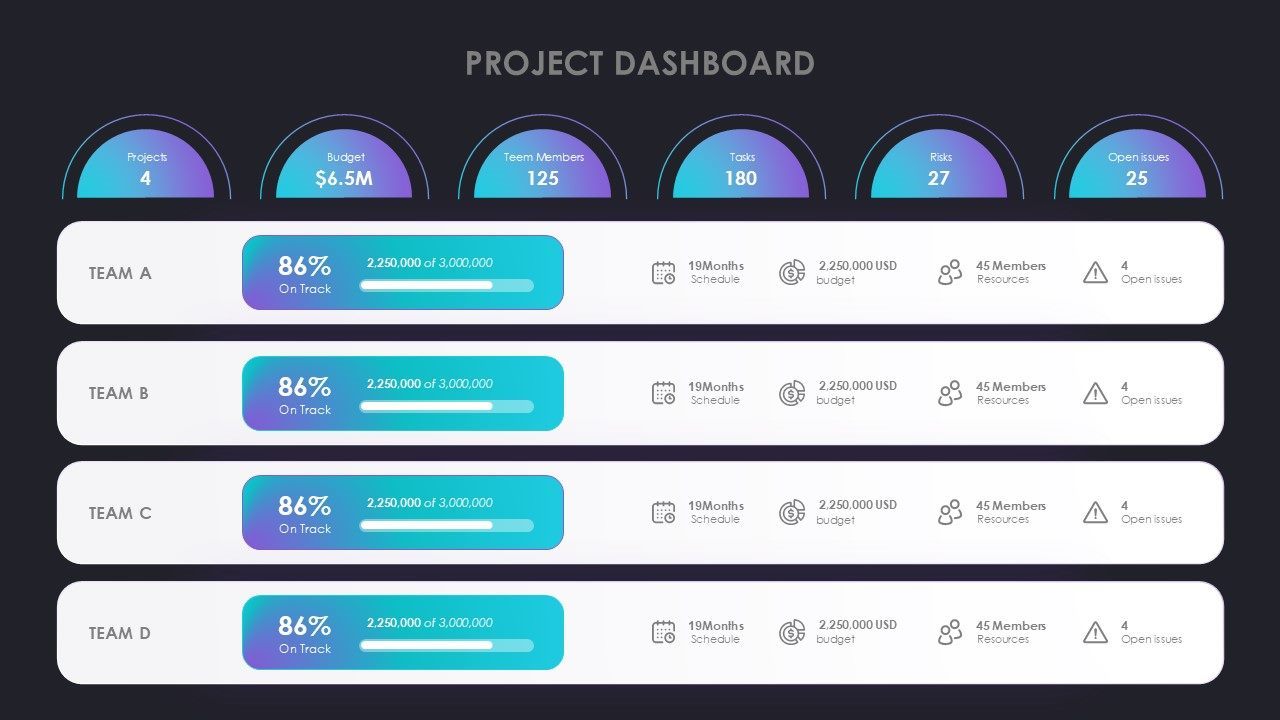 PROJECT DASHBOARD
Projects
4
Budget
$6.5M
Team Members
125
Tasks
180
Risks
27
Open issues
25
TEAM A
86%
On Track
2,250,000 of 3,000,000
19Months
Schedule
2,250,000 USD
budget
45 Members
Resources
4
Open issues
TEAM B
86%
On Track
2,250,000 of 3,000,000
19Months
Schedule
2,250,000 USD
budget
45 Members
Resources
4
Open issues
TEAM C
86%
On Track
2,250,000 of 3,000,000
19Months
Schedule
2,250,000 USD
budget
45 Members
Resources
4
Open issues
TEAM D
86%
On Track
2,250,000 of 3,000,000
19Months
Schedule
2,250,000 USD
budget
45 Members
Resources
4
Open issues